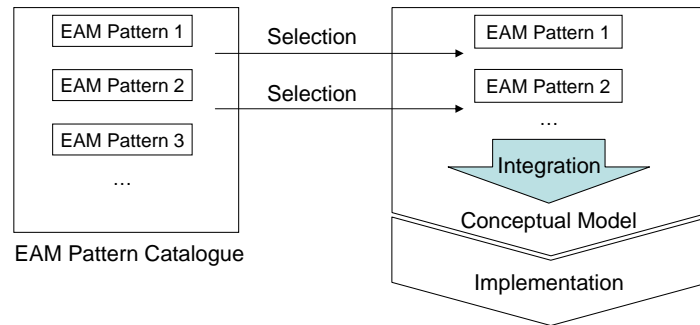 EAM Pattern 1
EAM Pattern 2
EAM Pattern 3
...
EAM Pattern Catalogue
Selection
Selection
EAM Pattern 1
EAM Pattern 2
...
Integration
Conceptual Model
Implementation